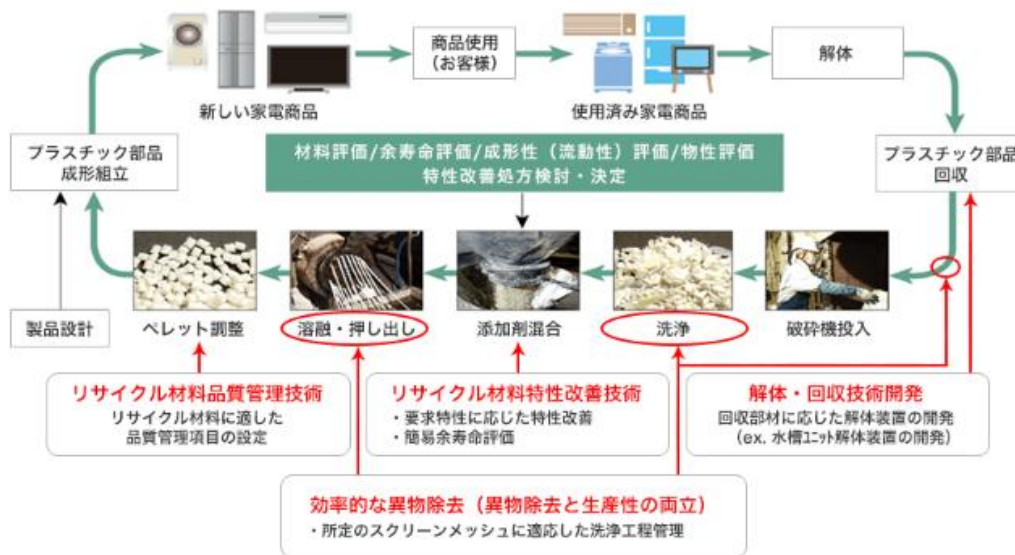 新しい家電商品
商品使用
（お客様）
使用済み家電商品
解体
プラスチック部品
成形組立
材料評価/余寿命評価/成形性（流動性）評価/物性評価
特性改善処方検討・決定
プラスチック部品
回収
製品設計
ペレット調整
溶融・押し出し
添加剤混合
洗浄
破砕機投入
リサイクル材料品質管理技術
リサイクル材料に適した
品質管理項目の設定
リサイクル材料特性改善技術
・要求特性に応じた特性改善
・簡易余寿命評価
解体・回収技術開発
回収部材に応じた解体装置の開発
(ex. 水槽ﾕﾆｯﾄ解体装置の開発）
効率的な異物除去（異物除去と生産性の両立）
・所定のスクリーンメッシュに適応した洗浄工程管理